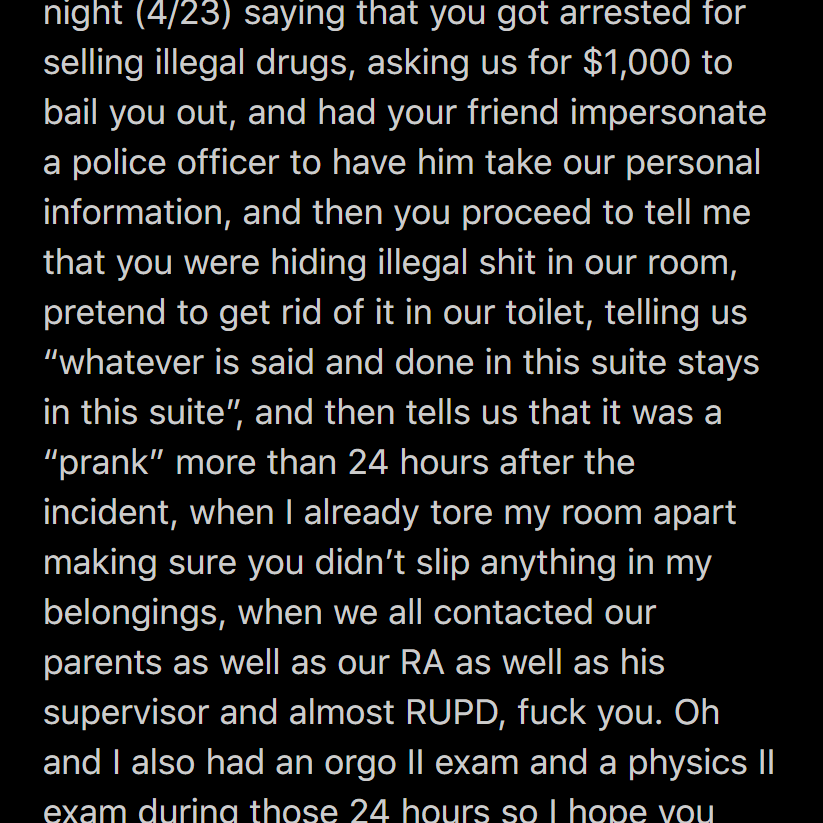 night (4/23) saying that you got arrested for
selling illegal drugs, asking us for $1,000 to
bail you out, and had your friend impersonate
a police officer to have him take our personal
information, and then you proceed to tell me
that you were hiding illegal shit in our room,
pretend to get rid of it in our toilet, telling us
“whatever is said and done in this suite stays
in this suite”, and then tells us that it was a
“prank” more than 24 hours after the
incident, when I already tore my room apart
making sure you didn’t slip anything in my
belongings, when we all contacted our
parents as well as our RA as well as his
supervisor and almost RUPD, fuck you. Oh
and I also had an orgo II exam and a physics II
exam during those 24 hours so I hope you